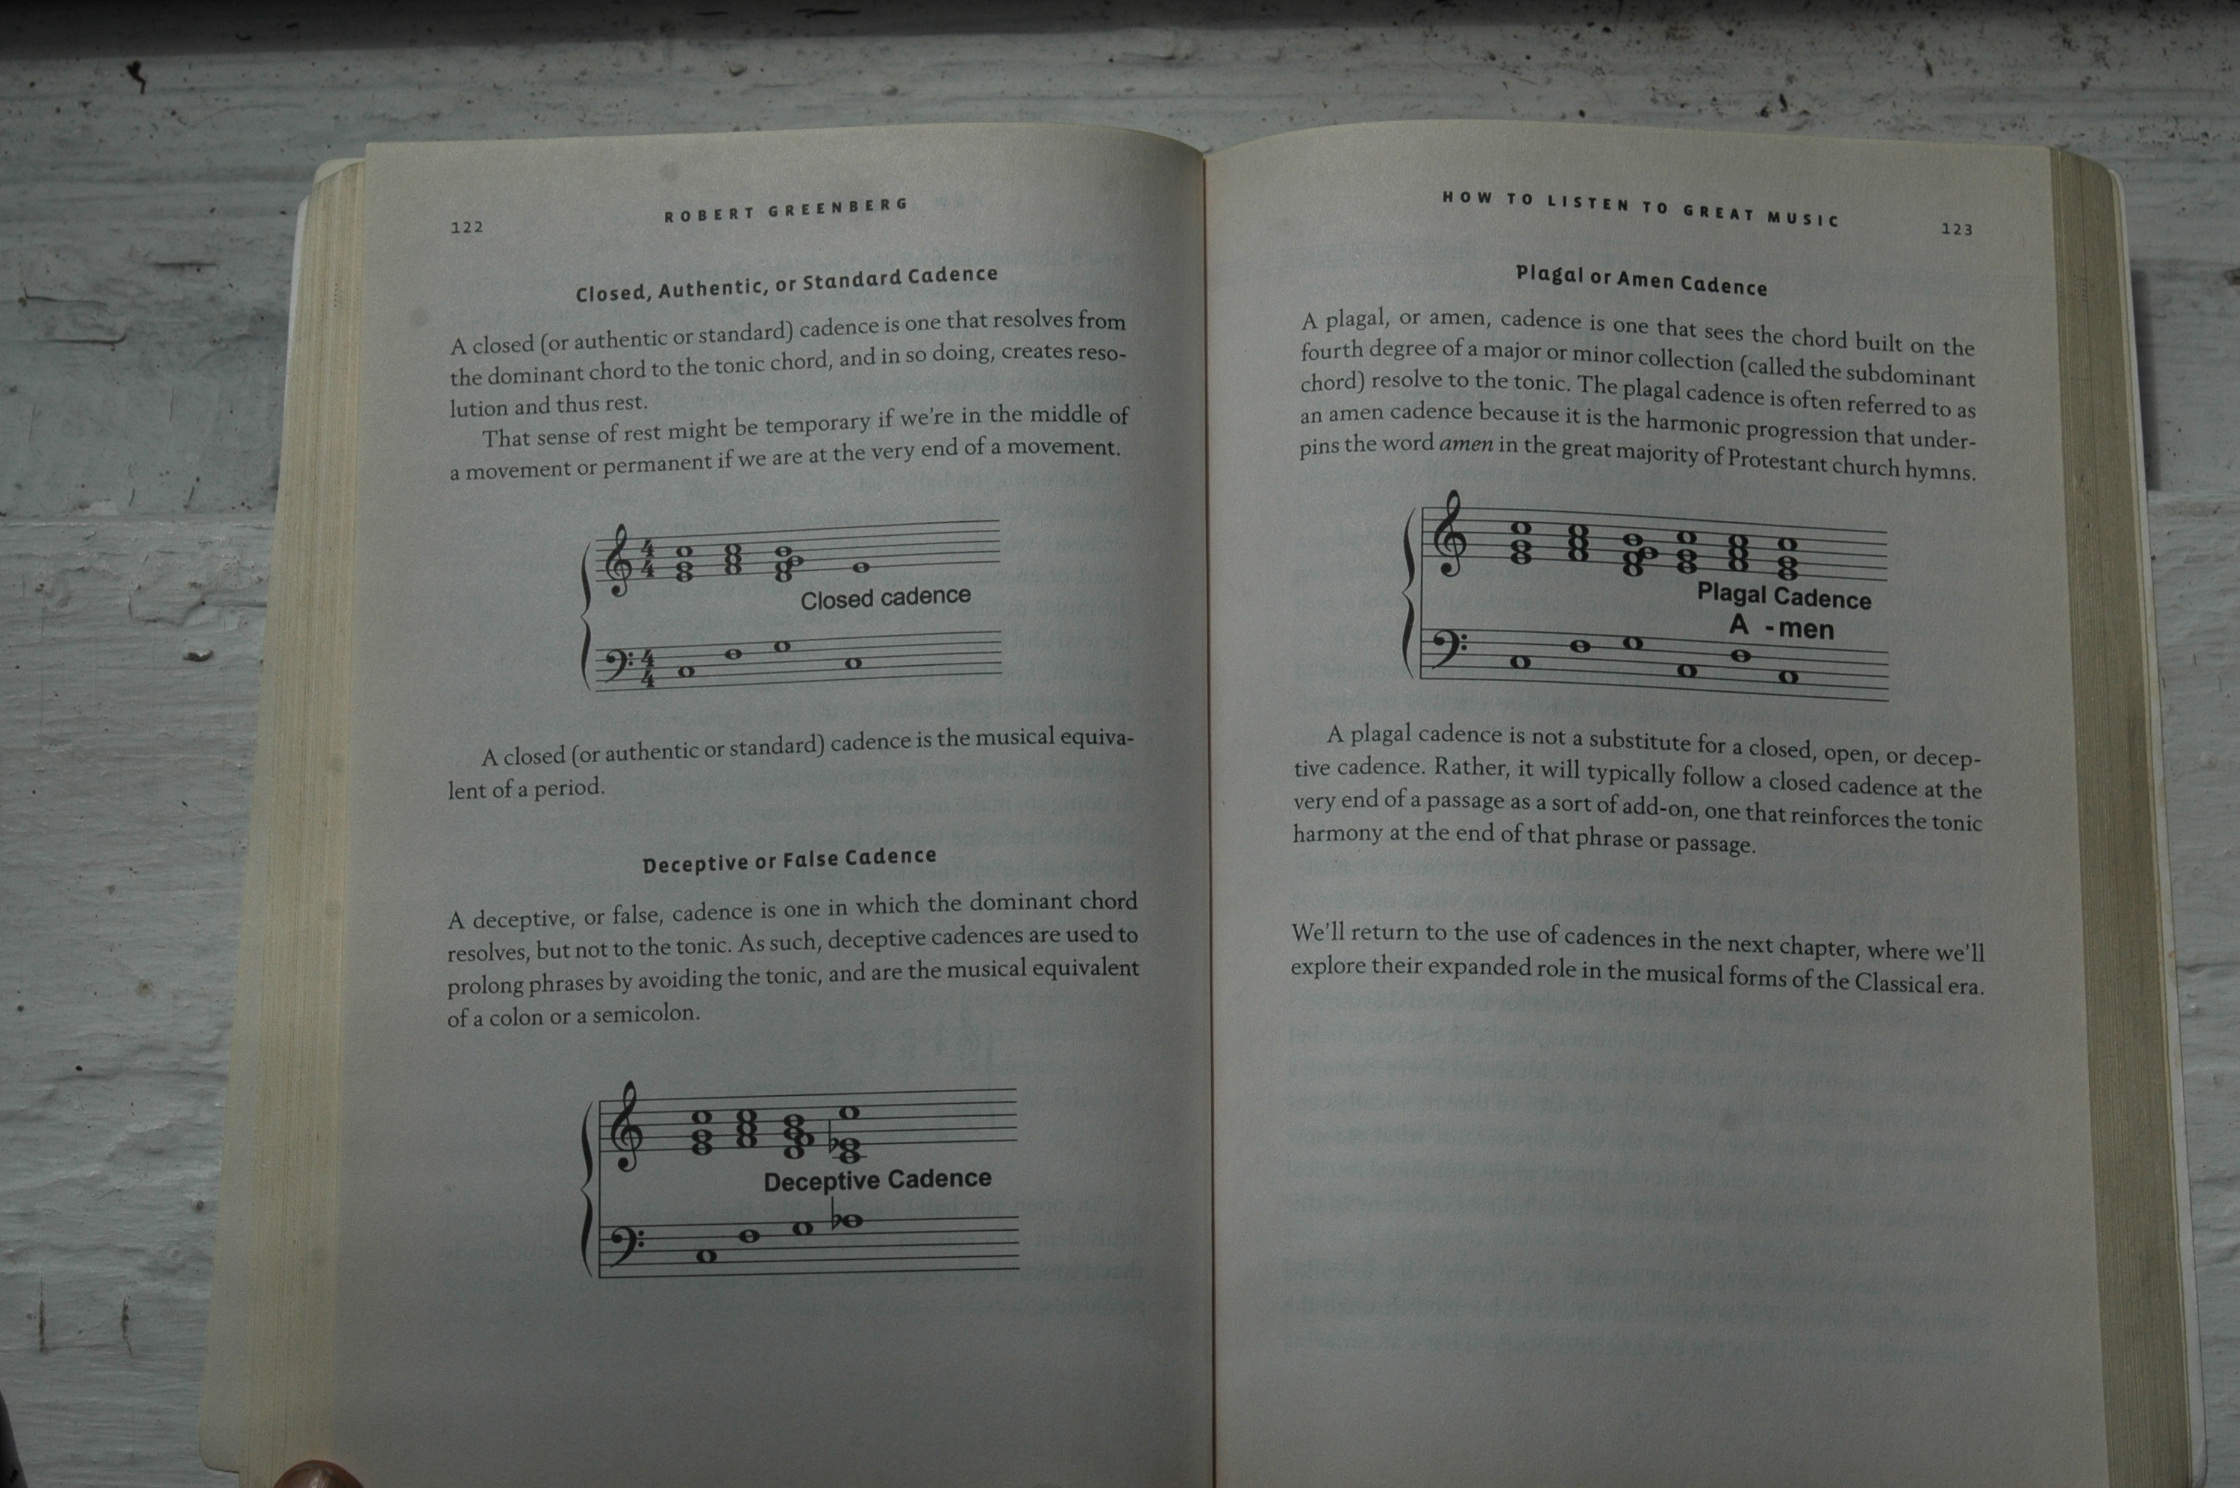 122
ROBERT GREENBERG
Closed, Authentic, or Standard Cadence
A closed (or authentic or standard) cadence is one that resolves from
the dominant chord to the tonic chord, and in so doing, creates reso-
lution and thus rest.
That sense of rest might be temporary if we're in the middle of
a movement or permanent if we are at the very end of a movement.
4
4
Closed cadence
4
4
A closed (or authentic or standard) cadence is the musical equiva-
lent of a period.
Deceptive or False Cadence
A deceptive, or false, cadence is one in which the dominant chord
resolves, but not to the tonic. As such, deceptive cadences are used to
prolong phrases by avoiding the tonic, and are the musical equivalent
of a colon or a semicolon.
Deceptive Cadence
HOW TO LISTEN TO GREAT MUSIC
123
Plagal or Amen Cadence
A plagal, or amen, cadence is one that sees the chord built on the
fourth degree of a major or minor collection (called the subdominant
chord) resolve to the tonic. The plagal cadence is often referred to as
an amen cadence because it is the harmonic progression that under-
pins the word amen in the great majority of Protestant church hymns.
Plagal Cadence
A - men
A plagal cadence is not a substitute for a closed, open, or decep-
tive cadence. Rather, it will typically follow a closed cadence at the
very end of a passage as a sort of add-on, one that reinforces the tonic
harmony at the end of that phrase or passage.
We'll return to the use of cadences in the next chapter, where we'll
explore their expanded role in the musical forms of the Classical era.